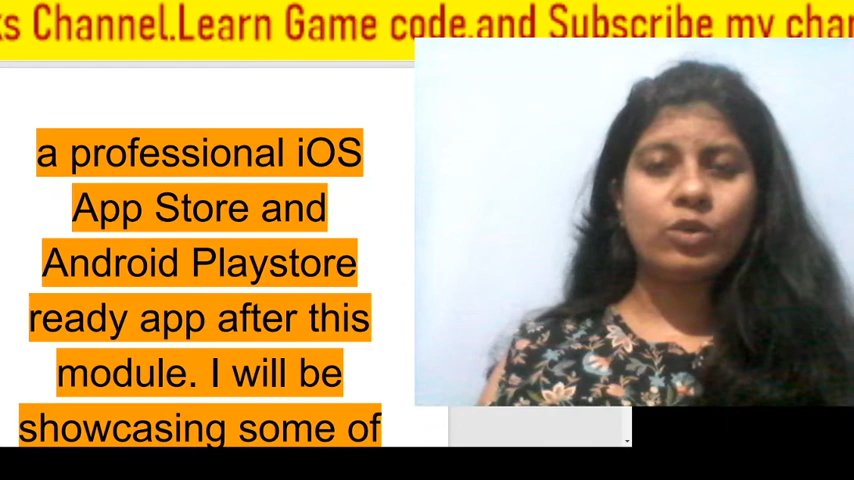 Channel.Learn Game code,and Subscribe my
a professional iOS
App Store and
Android Playstore
ready app after this
module. I will be
showcasing some of